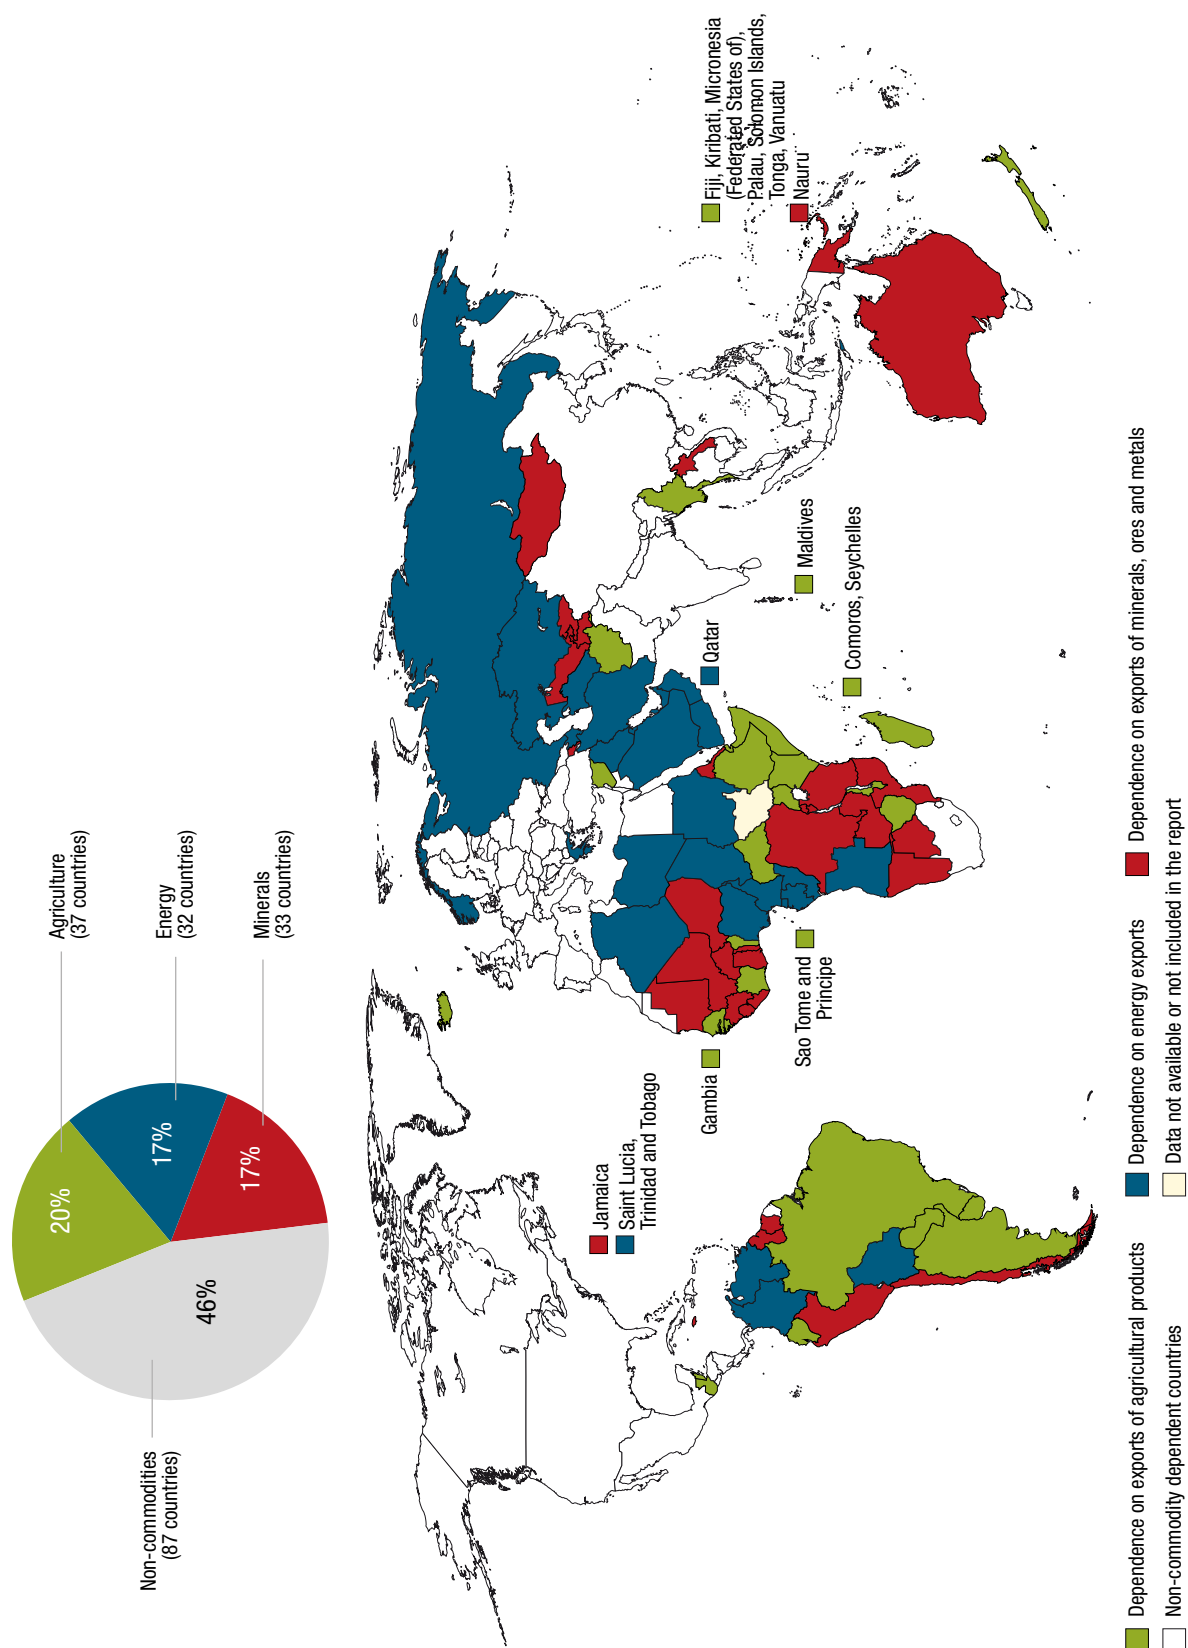 Agriculture
(37 countries)
Energy
(32 countries)
Minerals
(33 countries)
Non-commodities
(87 countries)
20%
17%
17%
46%
Jamaica
Saint Lucia,
Trinidad and Tobago
Gambia
Sao Tome and
Principe
Qatar
Comoros, Seychelles
Maldives
Fiji, Kiribati, Micronesia
(Federated States of),
Palau, Solomon Islands,
Tonga, Vanuatu
Nauru
Dependence on exports of agricultural products
Dependence on energy exports
Dependence on exports of minerals, ores and metals
Non-commodity dependent countries
Data not available or not included in the report